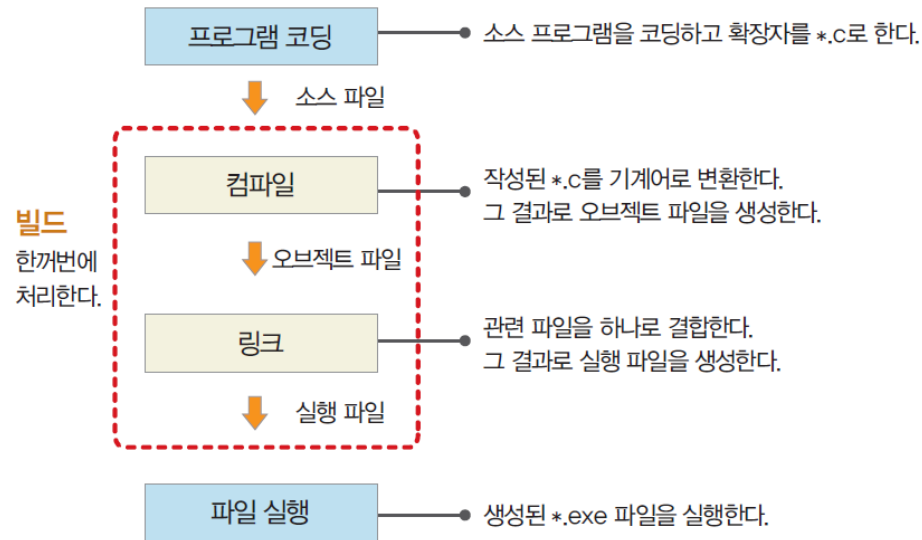 프로그램 코딩
소스 프로그램을 코딩하고 확장자를 *.c로 한다.
소스 파일
컴파일
작성된 *.c를 기계어로 변환한다.
그 결과로 오브젝트 파일을 생성한다.
빌드
한꺼번에
처리한다.
오브젝트 파일
링크
관련 파일을 하나로 결합한다.
그 결과로 실행 파일을 생성한다.
실행 파일
파일 실행
생성된 *.exe 파일을 실행한다.